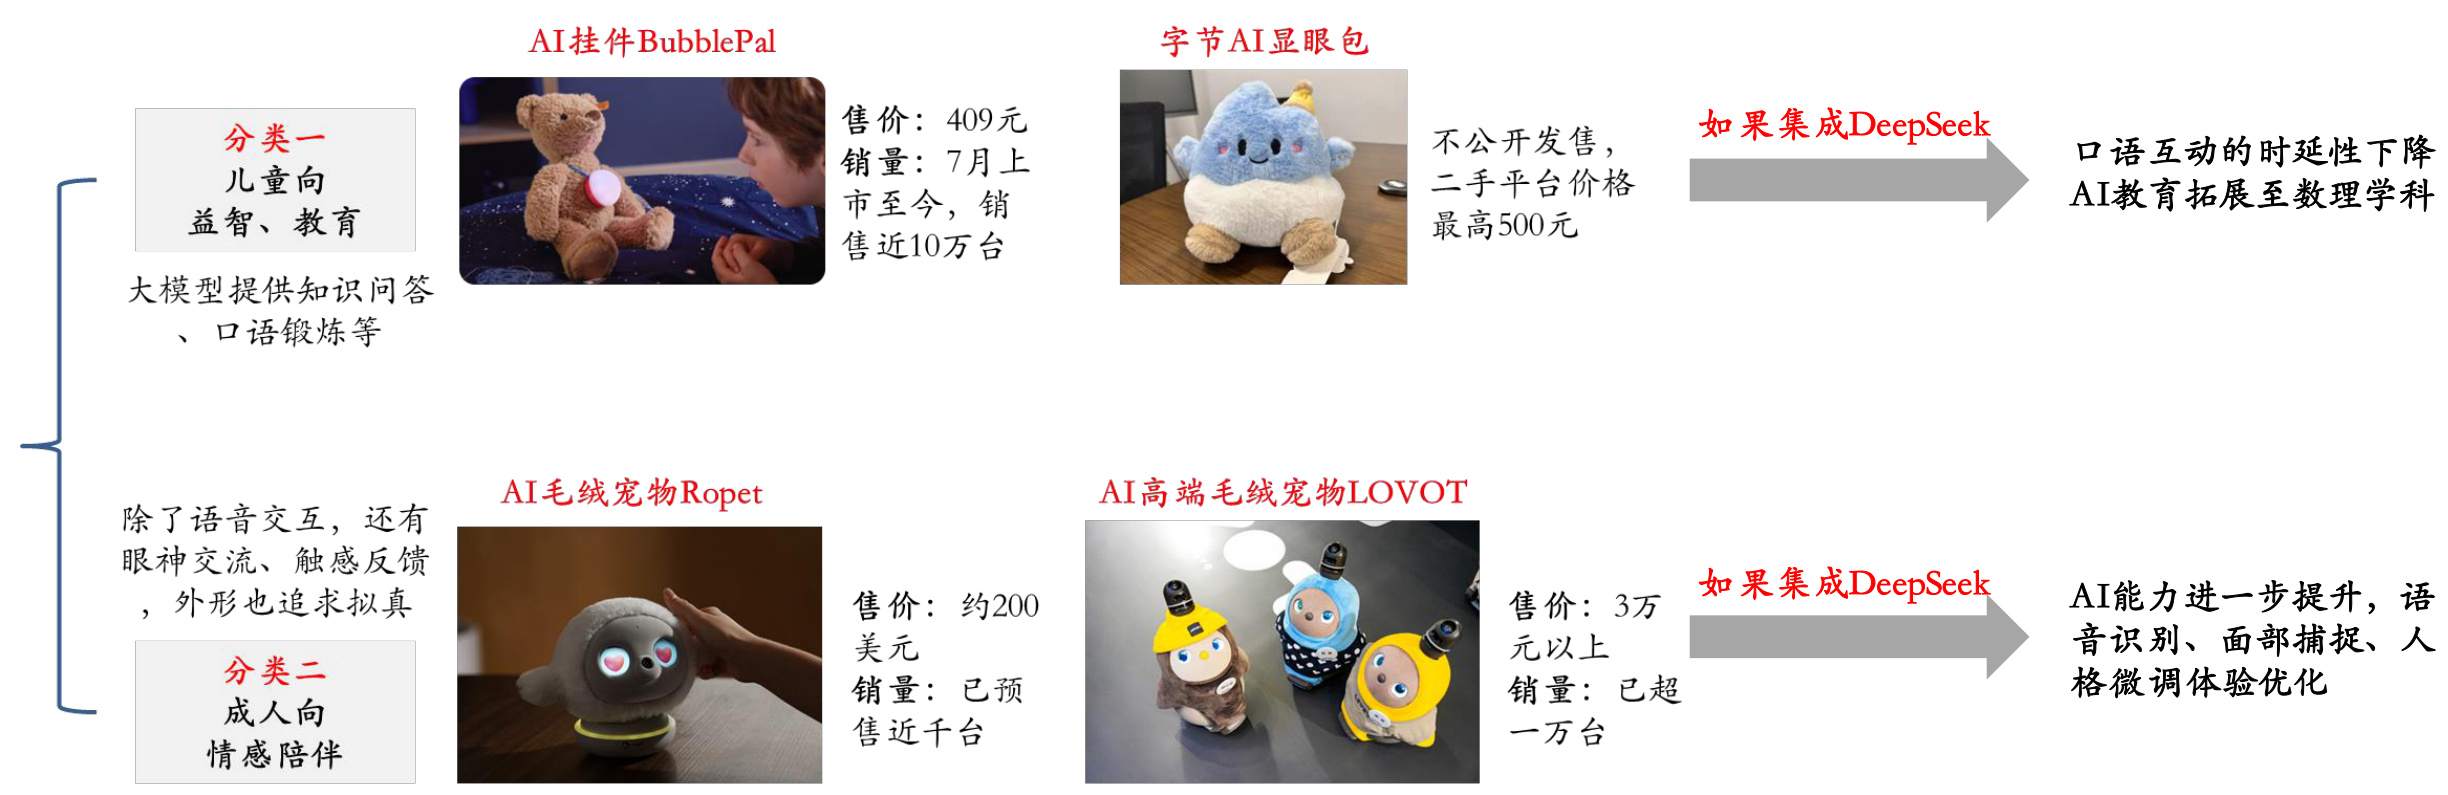 AI挂件BubblePal
字节AI显眼包
分类一
儿童向
益智、教育
大模型提供知识问答
、口语锻炼等
售价：409元
销量：7月上
市至今，销
售近10万台
不公开发售，
二手平台价格
最高500元
如果集成DeepSeek
口语互动的时延性下降
AI教育拓展至数理学科
AI毛绒宠物Ropet
AI高端毛绒宠物LOVOT
除了语音交互，还有
眼神交流、触感反馈
，外形也追求拟真
分类二
成人向
情感陪伴
售价：约200
美元
销量：已预
售近千台
售价：3万
元以上
销量：已超
一万台
如果集成DeepSeek
AI能力进一步提升，语
音识别、面部捕捉、人
格微调体验优化